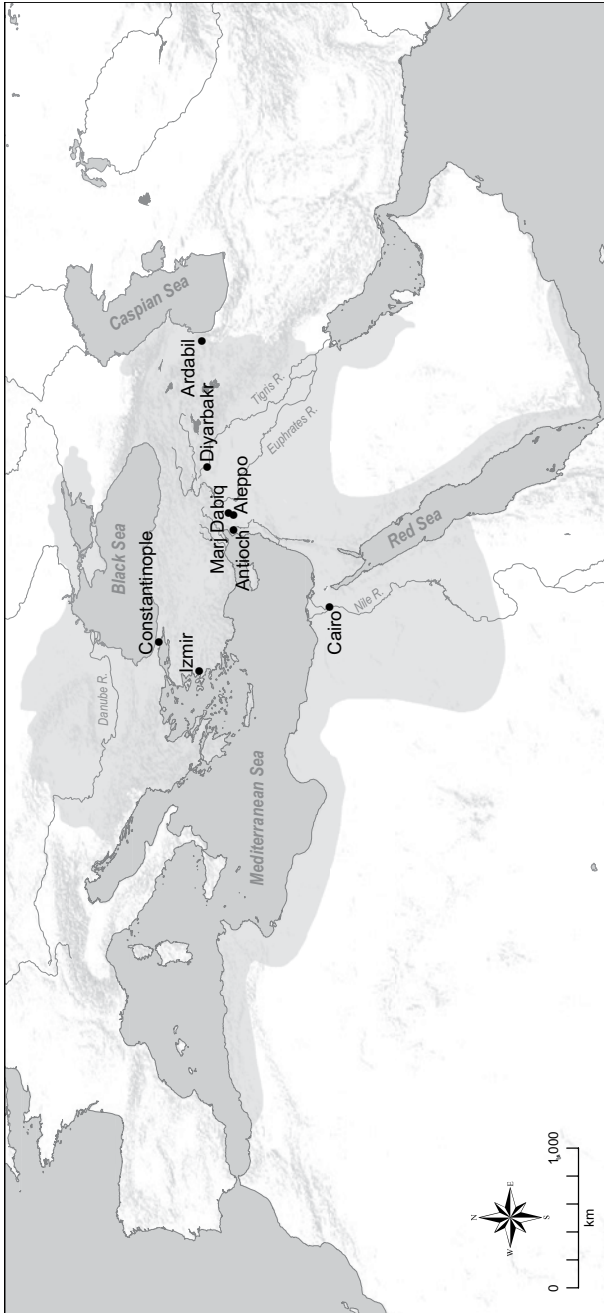 Caspian Sea
Black Sea
Danube R.
Constantinople
Izmir
Ardabil
Diyarbakr
Tigris R.
Euphrates R.
Marj Dabiq
Aleppo
Antioch
Mediterranean Sea
Cairo
Nile R.
Red Sea
N
W
E
S
0
1,000
km